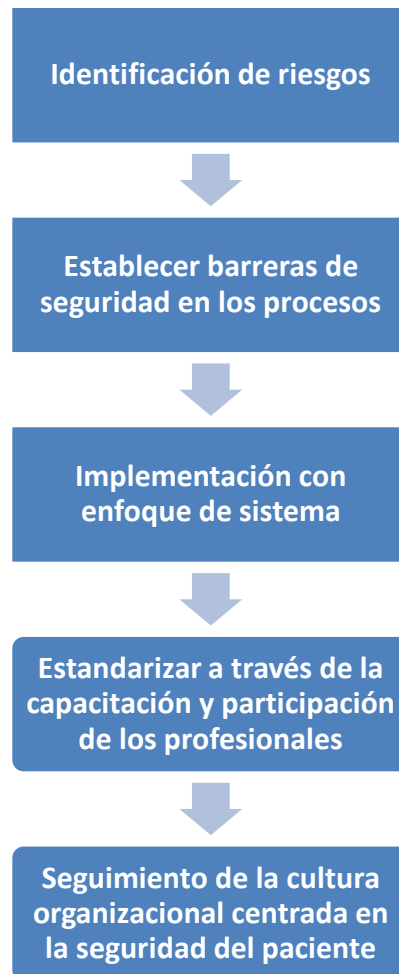 Identificación de riesgos
Establecer barreras de
seguridad en los procesos
Implementación con
enfoque de sistema
Estandarizar a través de la
capacitación y participación
de los profesionales
Seguimiento de la cultura
organizacional centrada en
la seguridad del paciente